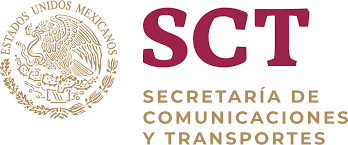 ESTADOS UNIDOS MEXICANOS
SCT
SECRETARÍA DE
COMUNICACIONES
Y TRANSPORTES